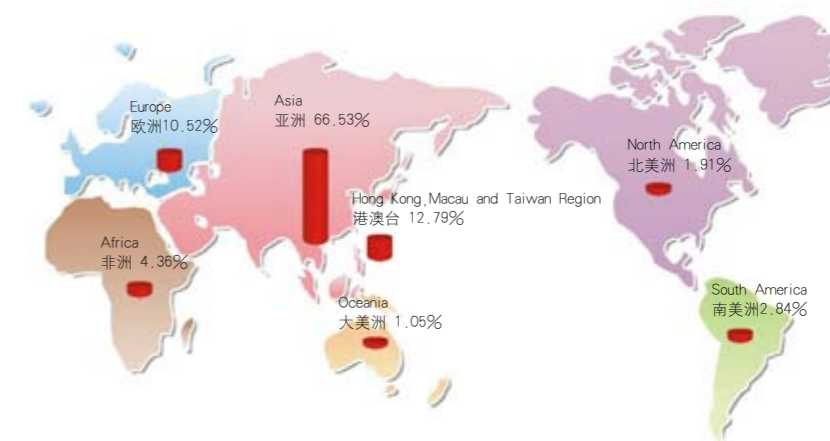 Europe
欧洲10.52%
Asia
亚洲 66.53%
North America
北美洲 1.91%
Hong Kong,Macau and Taiwan Region
港澳台 12.79%
Africa
非洲 4.36%
South America
南美洲2.84%
Oceania
大美洲 1.05%